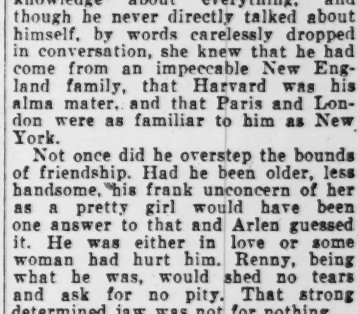 knowledge about everything, and
though he never directly talked about
himself, by words carelessly dropped
in conversation, she knew that he had
come from an impeccable New Eng-
land family, that Harvard was his
alma mater, and that Paris and Lon-
don were as familiar to him as New
York.
Not once did he overstep the bounds
of friendship. Had he been older, less
handsome, his frank unconcern of her
as a pretty girl would have been
one answer to that and Arlen guessed
it. He was either in love or some
woman had hurt him. Renny, being
what he was, would shed no tears
and ask for no pity. That strong
determined jaw was not for nothing